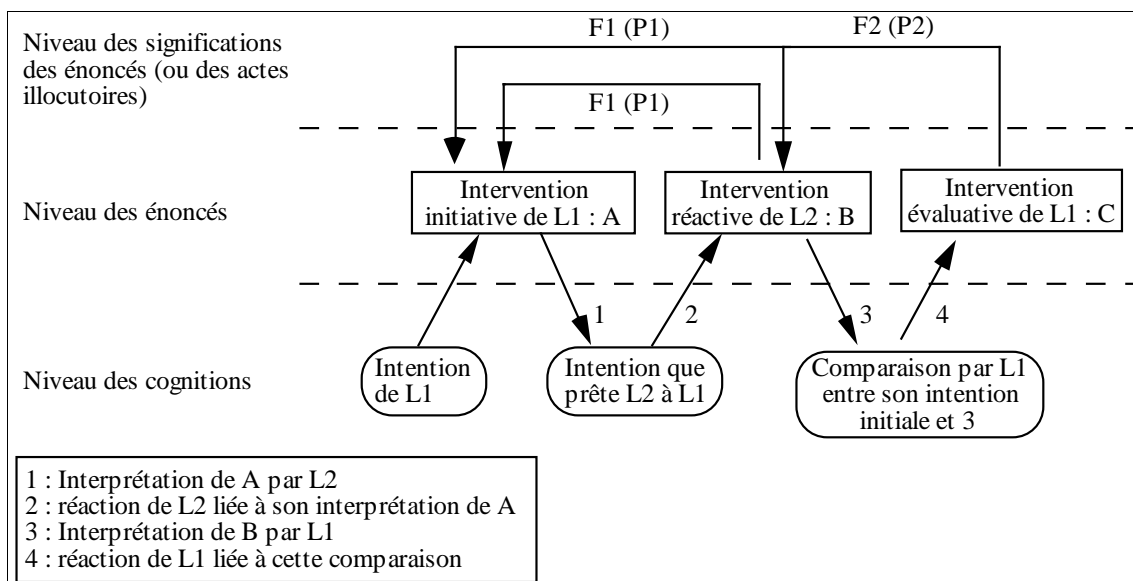 Niveau des significations
des énoncés (ou des actes
illocutoires)
F1 (P1)
F2 (P2)
F1 (P1)
Niveau des énoncés
Intervention
initiative de L1 : A
Intervention
réactive de L2 : B
Intervention
évaluative de L1 : C
1
2
3
4
Niveau des cognitions
Intention
de L1
Intention que
prête L2 à L1
Comparaison par L1
entre son intention
initiale et 3
1 : Interprétation de A par L2
2 : réaction de L2 liée à son interprétation de A
3 : Interprétation de B par L1
4 : réaction de L1 liée à cette comparaison